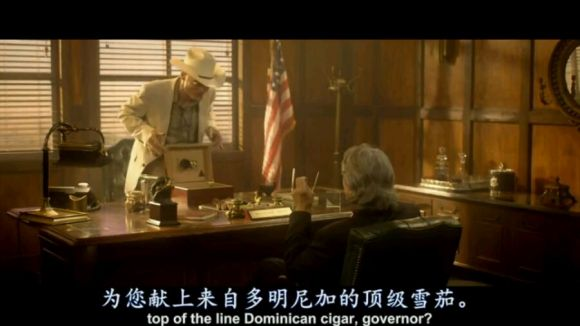 为您献上来自多明尼加的顶级雪茄。
top of the line Dominican cigar, governor?